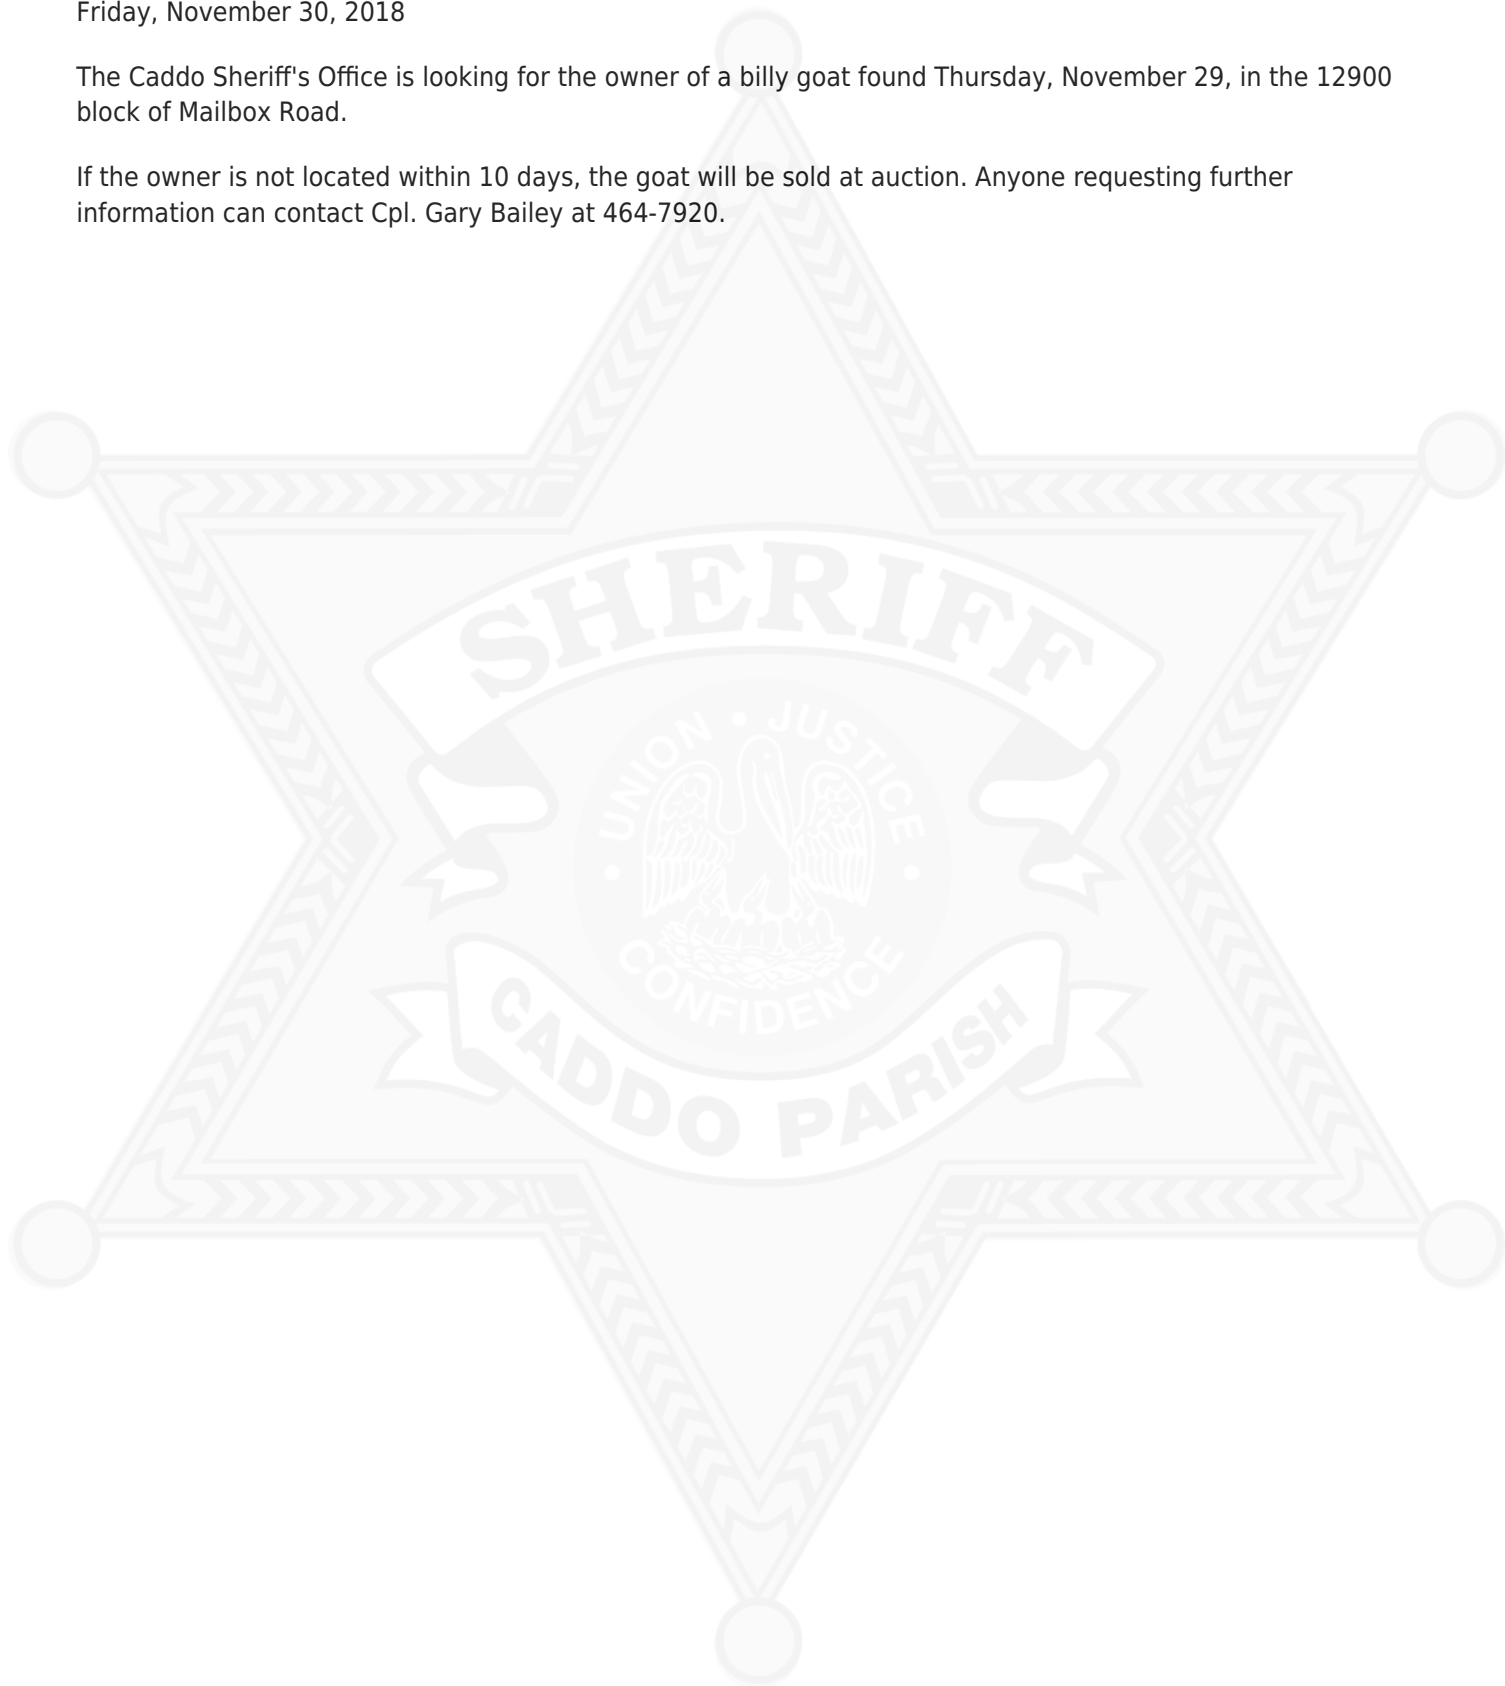 Friday, November 30, 2018
The Caddo Sheriff's Office is looking for the owner of a billy goat found Thursday, November 29, in the 12900
block of Mailbox Road.
If the owner is not located within 10 days, the goat will be sold at auction. Anyone requesting further
information can contact Cpl. Gary Bailey at 464-7920.
SHERIFF
UNION • JUSTICE
• CONFIDENCE •
CADDO PARISH